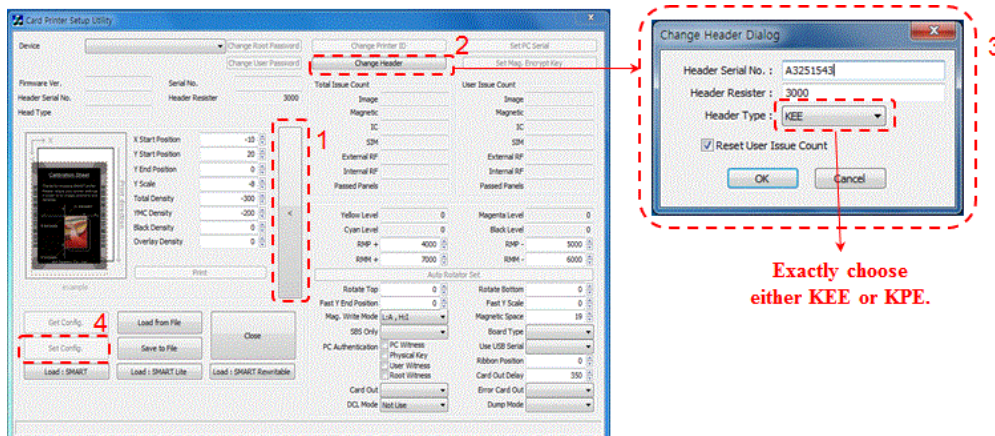 Card Printer Setup Utility
Device
Change Root Password
Change Printer ID
Set PC Serial
Change User Password
Change Header
Set Mag. Encrypt Key
2
Firmware Ver.
Serial No.
Total Issue Count
User Issue Count
Header Serial No.
Header Resister
3000
Image
Image
Head Type
Magnetic
Magnetic
IC
IC
SIM
SIM
External RF
External RF
Internal RF
Internal RF
Passed Panels
Passed Panels
X
Calibration Sheet
example
X Start Position
-10
Y Start Position
20
Y End Position
0
Y Scale
-8
Total Density
-300
YMC Density
-200
Black Density
0
Overlay Density
0
Print
1
<
Yellow Level
0
Magenta Level
0
Cyan Level
0
Black Level
0
RMP +
4000
RMP -
5000
RMM +
7000
RMM -
6000
Auto Rotator Set
Rotate Top
0
Rotate Bottom
0
Fast Y End Position
0
Fast Y Scale
0
Mag. Write Mode
L:A , H:I
Magnetic Space
19
SBS Only
Board Type
PC Authentication
PC Witness
Physical Key
User Witness
Root Witness
Use USB Serial
Ribbon Position
0
Card Out Delay
350
Card Out
Error Card Out
DCL Mode
Not Use
Dump Mode
Get Config.
4
Load from File
Close
Set Config.
Save to File
Load : SMART
Load : SMART Lite
Load : SMART Rewritable
Change Header Dialog
3
Header Serial No. :
A3251543
Header Resister :
3000
Header Type :
KEE
Reset User Issue Count
OK
Cancel
Exactly choose
either KEE or KPE.